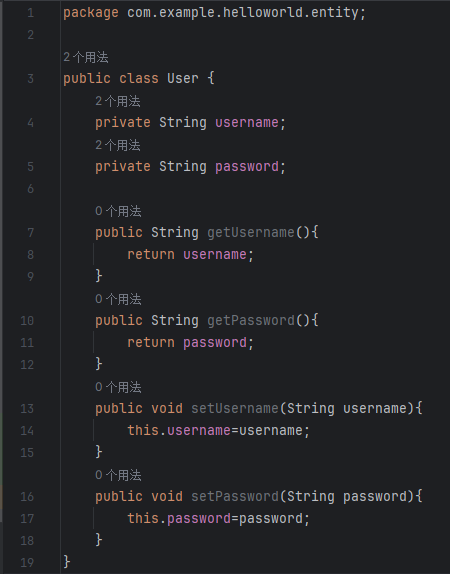 1 package com.example.helloworld.entity;
2
2 个用法
3 public class User {
2 个用法
4 private String username;
2 个用法
5 private String password;
6
0 个用法
7 public String getUsername(){
8 return username;
9 }
0 个用法
10 public String getPassword(){
11 return password;
12 }
0 个用法
13 public void setUsername(String username){
14 this.username=username;
15 }
0 个用法
16 public void setPassword(String password){
17 this.password=password;
18 }
19 }